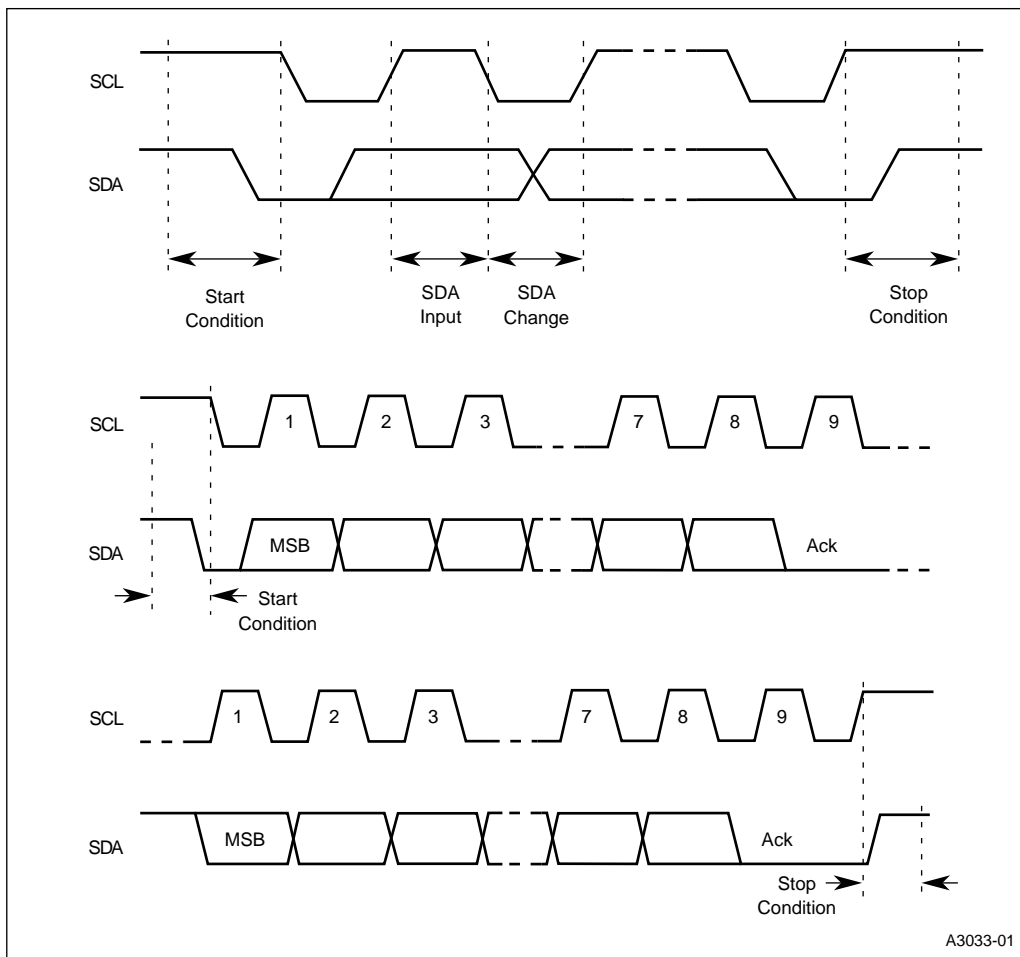 SCL
SDA
Start
Condition
SDA
Input
SDA
Change
Stop
Condition
SCL
1 2 3 7 8 9
SDA
MSB
Ack
Start
Condition
SCL
1 2 3 7 8 9
SDA
MSB
Ack
Stop
Condition
A3033-01